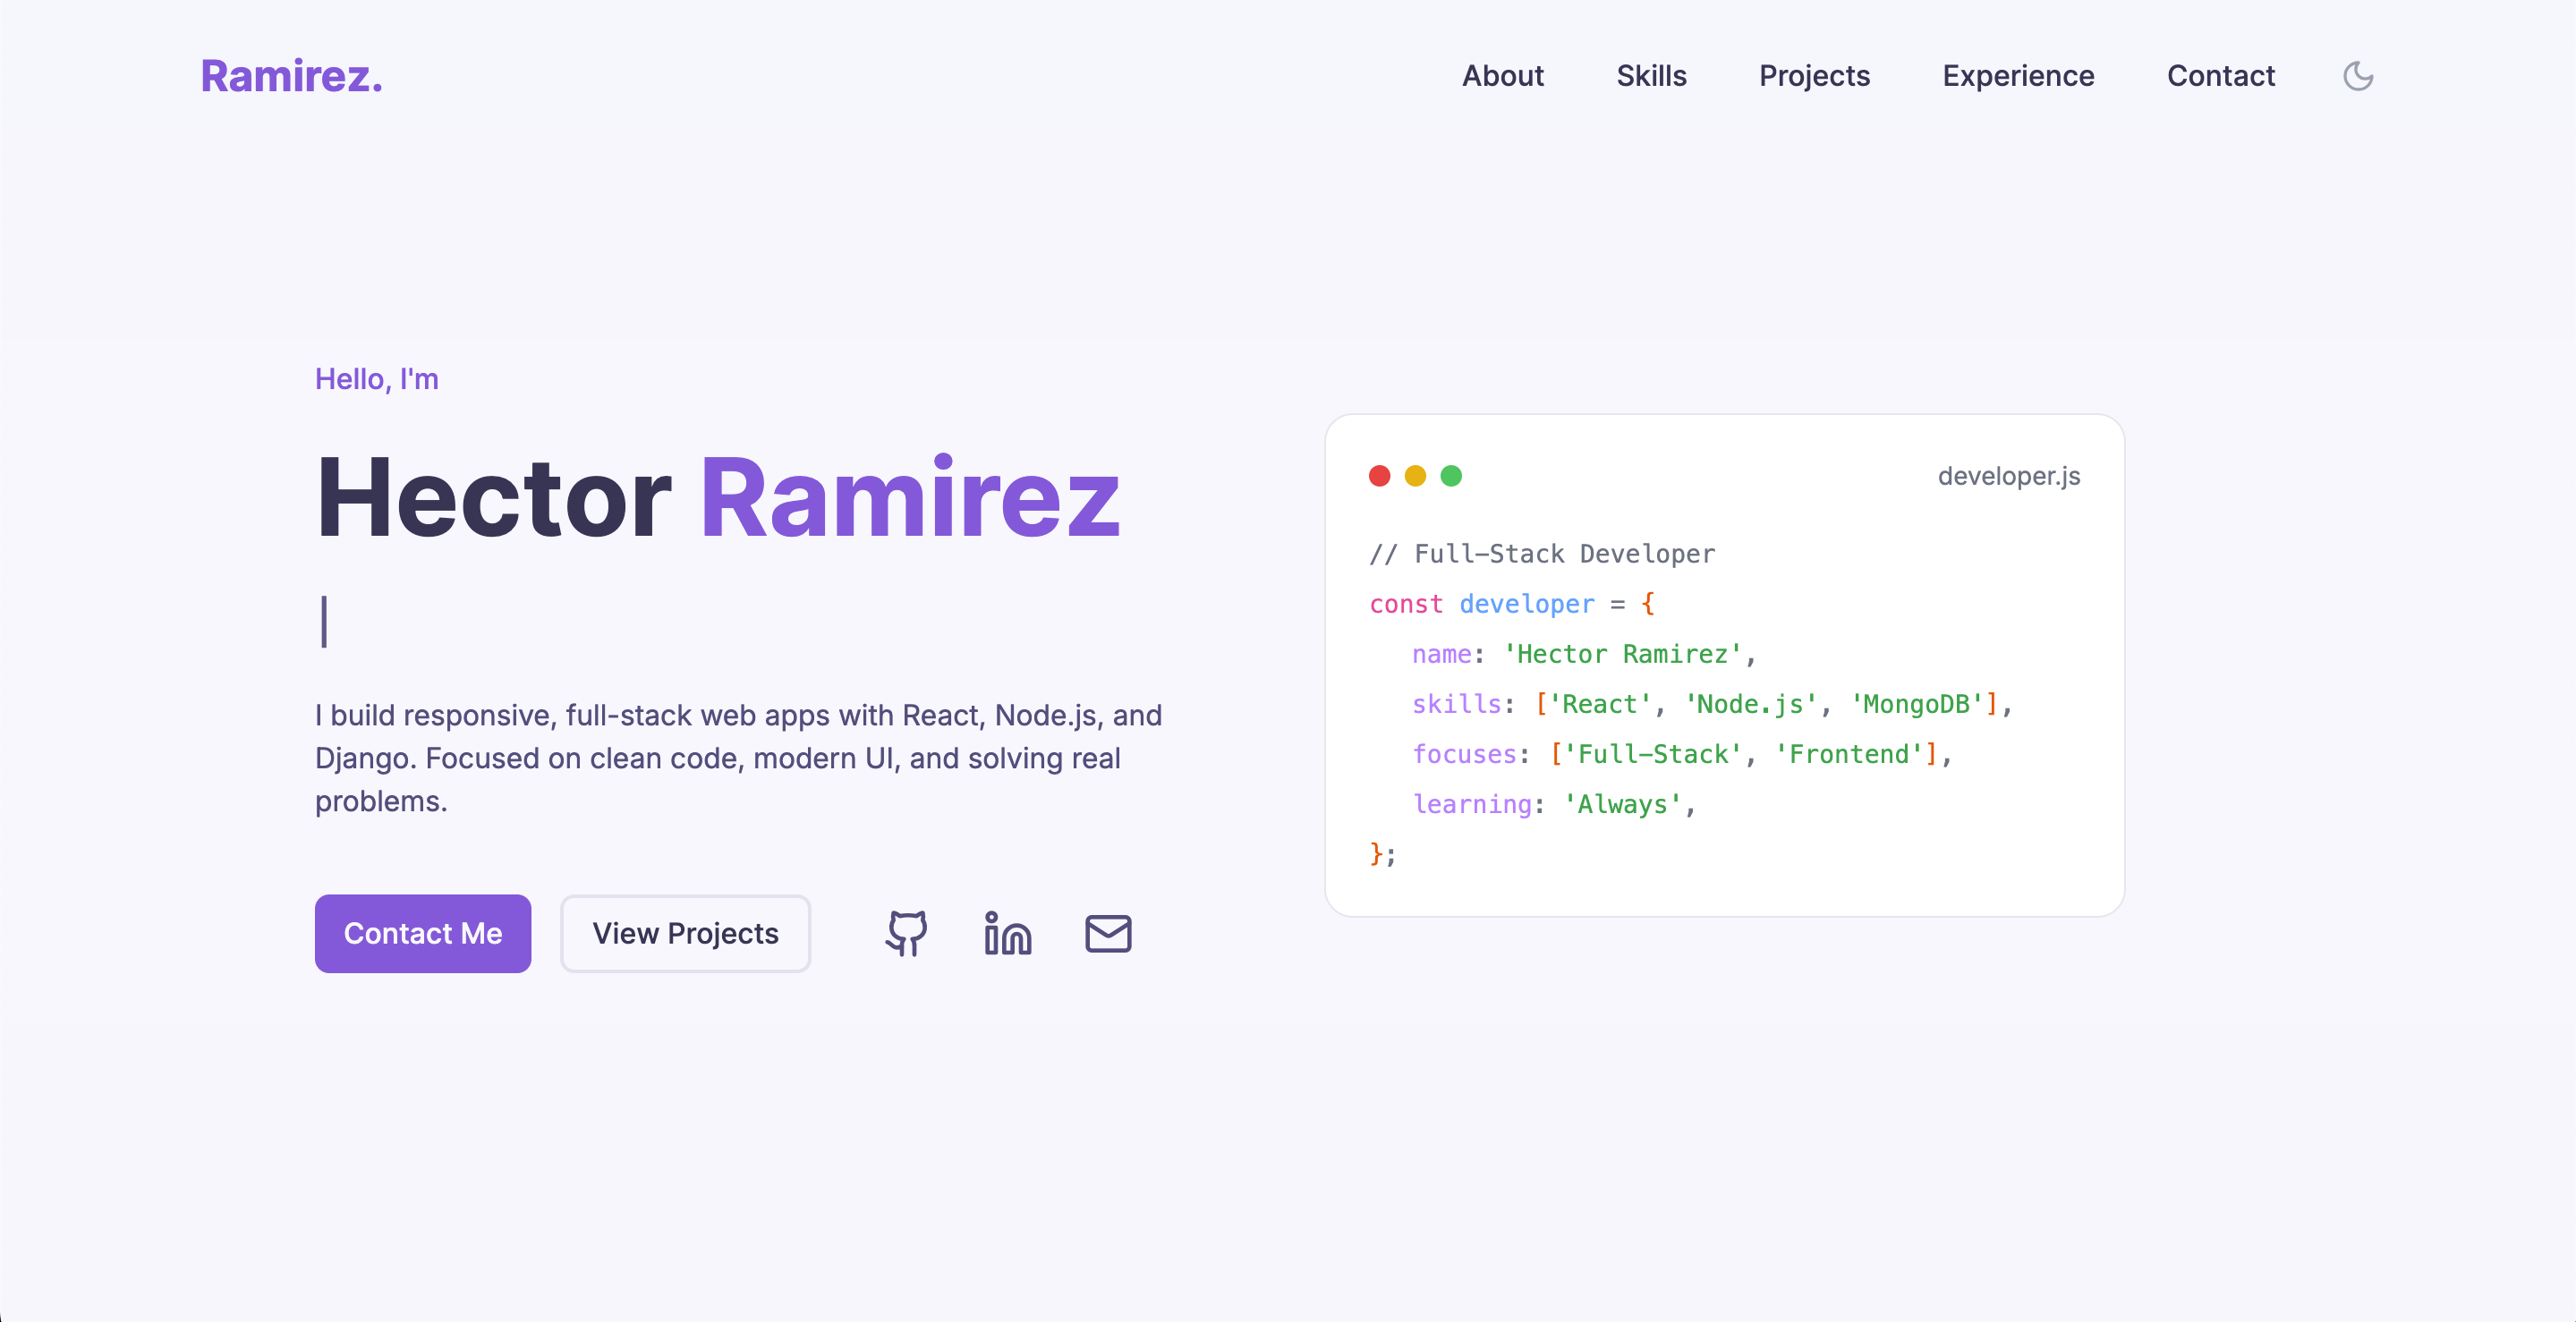 Ramirez.
About Skills Projects Experience Contact
Hello, I'm
Hector Ramirez
|
I build responsive, full-stack web apps with React, Node.js, and
Django. Focused on clean code, modern UI, and solving real
problems.
Contact Me
View Projects
developer.js
// Full-Stack Developer
const developer = {
name: 'Hector Ramirez',
skills: ['React', 'Node.js', 'MongoDB'],
focuses: ['Full-Stack', 'Frontend'],
learning: 'Always',
};